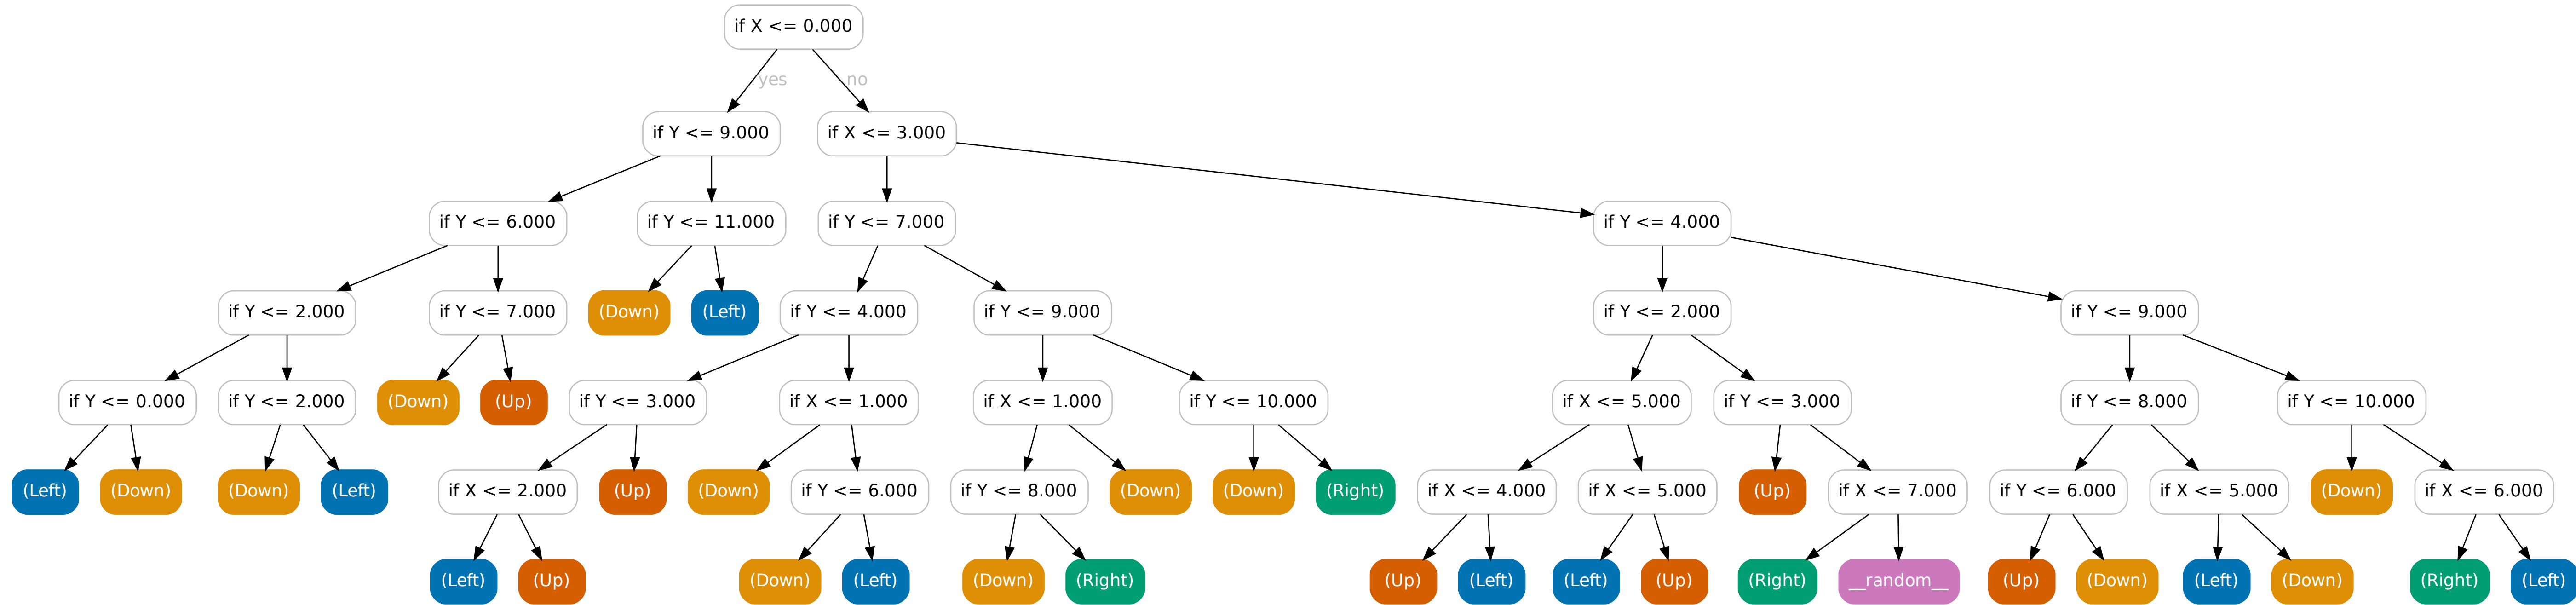 if X <= 0.000
yes
no
if Y <= 9.000
if X <= 3.000
if Y <= 6.000
if Y <= 11.000
if Y <= 7.000
if Y <= 4.000
if Y <= 2.000
if Y <= 7.000
(Down)
(Left)
if Y <= 4.000
if Y <= 9.000
if Y <= 2.000
if Y <= 9.000
if Y <= 0.000
if Y <= 2.000
(Down)
(Up)
if Y <= 3.000
if X <= 1.000
if X <= 1.000
if Y <= 10.000
if X <= 5.000
if Y <= 3.000
if Y <= 8.000
if Y <= 10.000
(Left)
(Down)
(Down)
(Left)
if X <= 2.000
(Up)
(Down)
if Y <= 6.000
if Y <= 8.000
(Down)
(Down)
(Right)
if X <= 4.000
if X <= 5.000
(Up)
if X <= 7.000
if Y <= 6.000
if X <= 5.000
(Down)
if X <= 6.000
(Left)
(Up)
(Down)
(Left)
(Down)
(Right)
(Up)
(Left)
(Left)
(Up)
(Right)
__random__
(Up)
(Down)
(Left)
(Down)
(Right)
(Left)